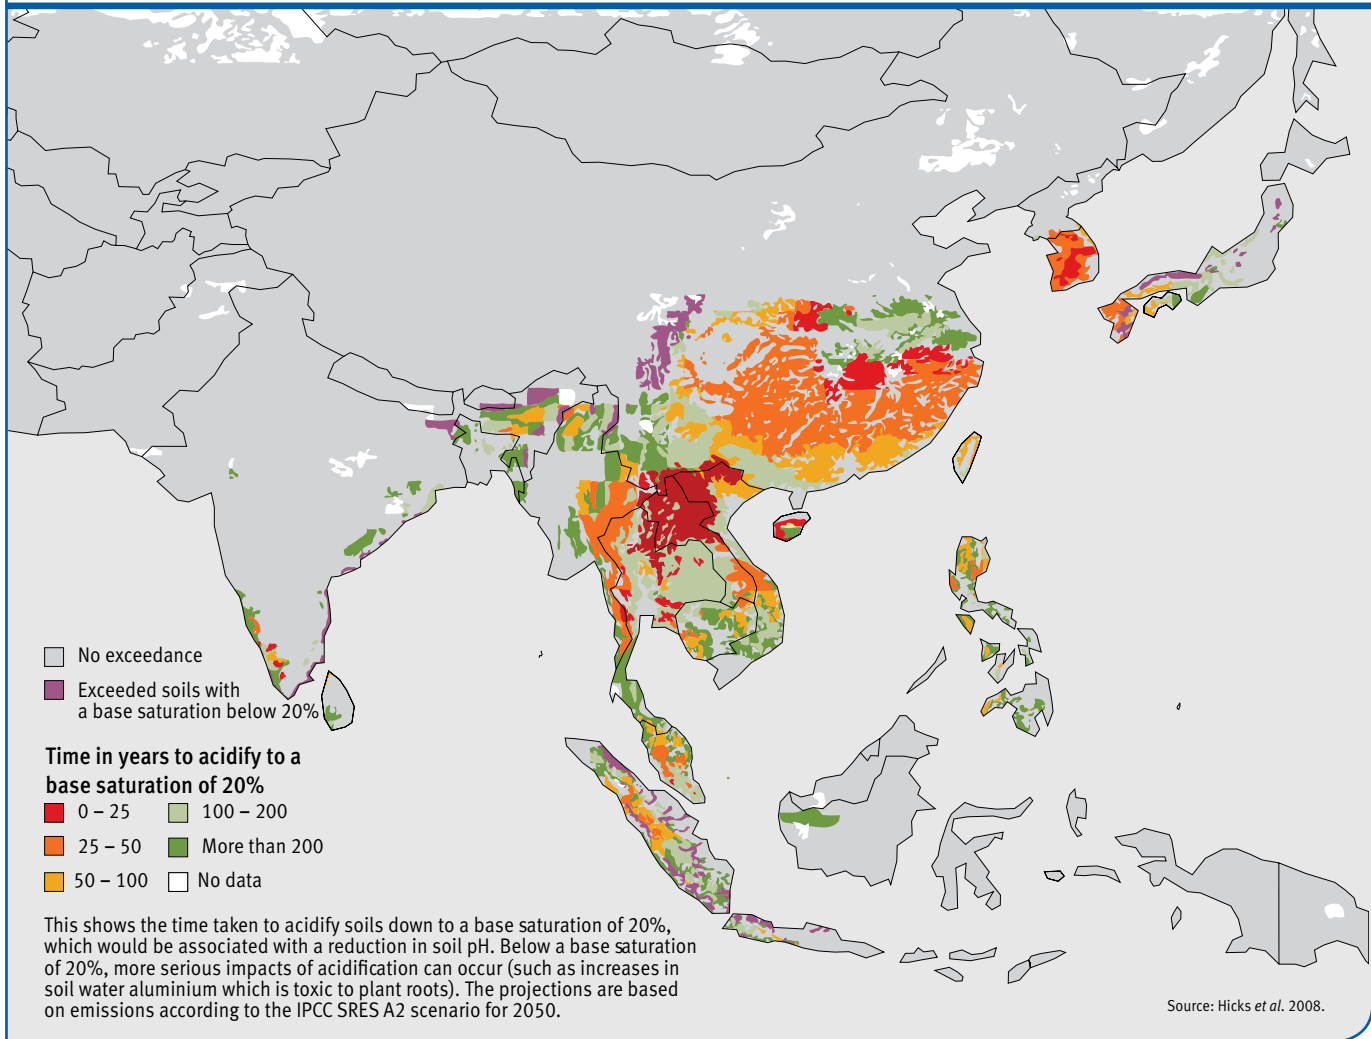 No exceedance
Exceeded soils with
a base saturation below 20%
Time in years to acidify to a
base saturation of 20%
0 – 25
100 – 200
25 – 50
More than 200
50 – 100
No data
This shows the time taken to acidify soils down to a base saturation of 20%,
which would be associated with a reduction in soil pH. Below a base saturation
of 20%, more serious impacts of acidification can occur (such as increases in
soil water aluminium which is toxic to plant roots). The projections are based
on emissions according to the IPCC SRES A2 scenario for 2050.
Source: Hicks et al. 2008.